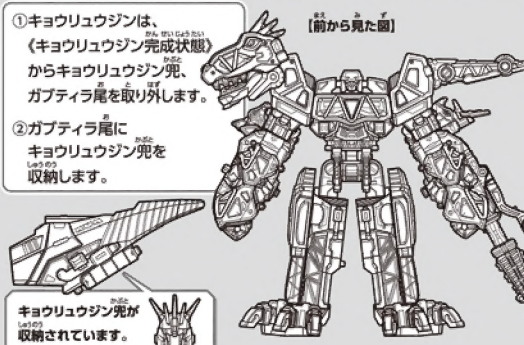 ①キョウリュウジンは、
《キョウリュウジン完成状態》
からキョウリュウジン兜、
ガブティラ尾を取り外します。
②ガブティラ尾に
キョウリュウジン兜を
収納します。
【前から見た図】
キョウリュウジン兜が
収納されています。